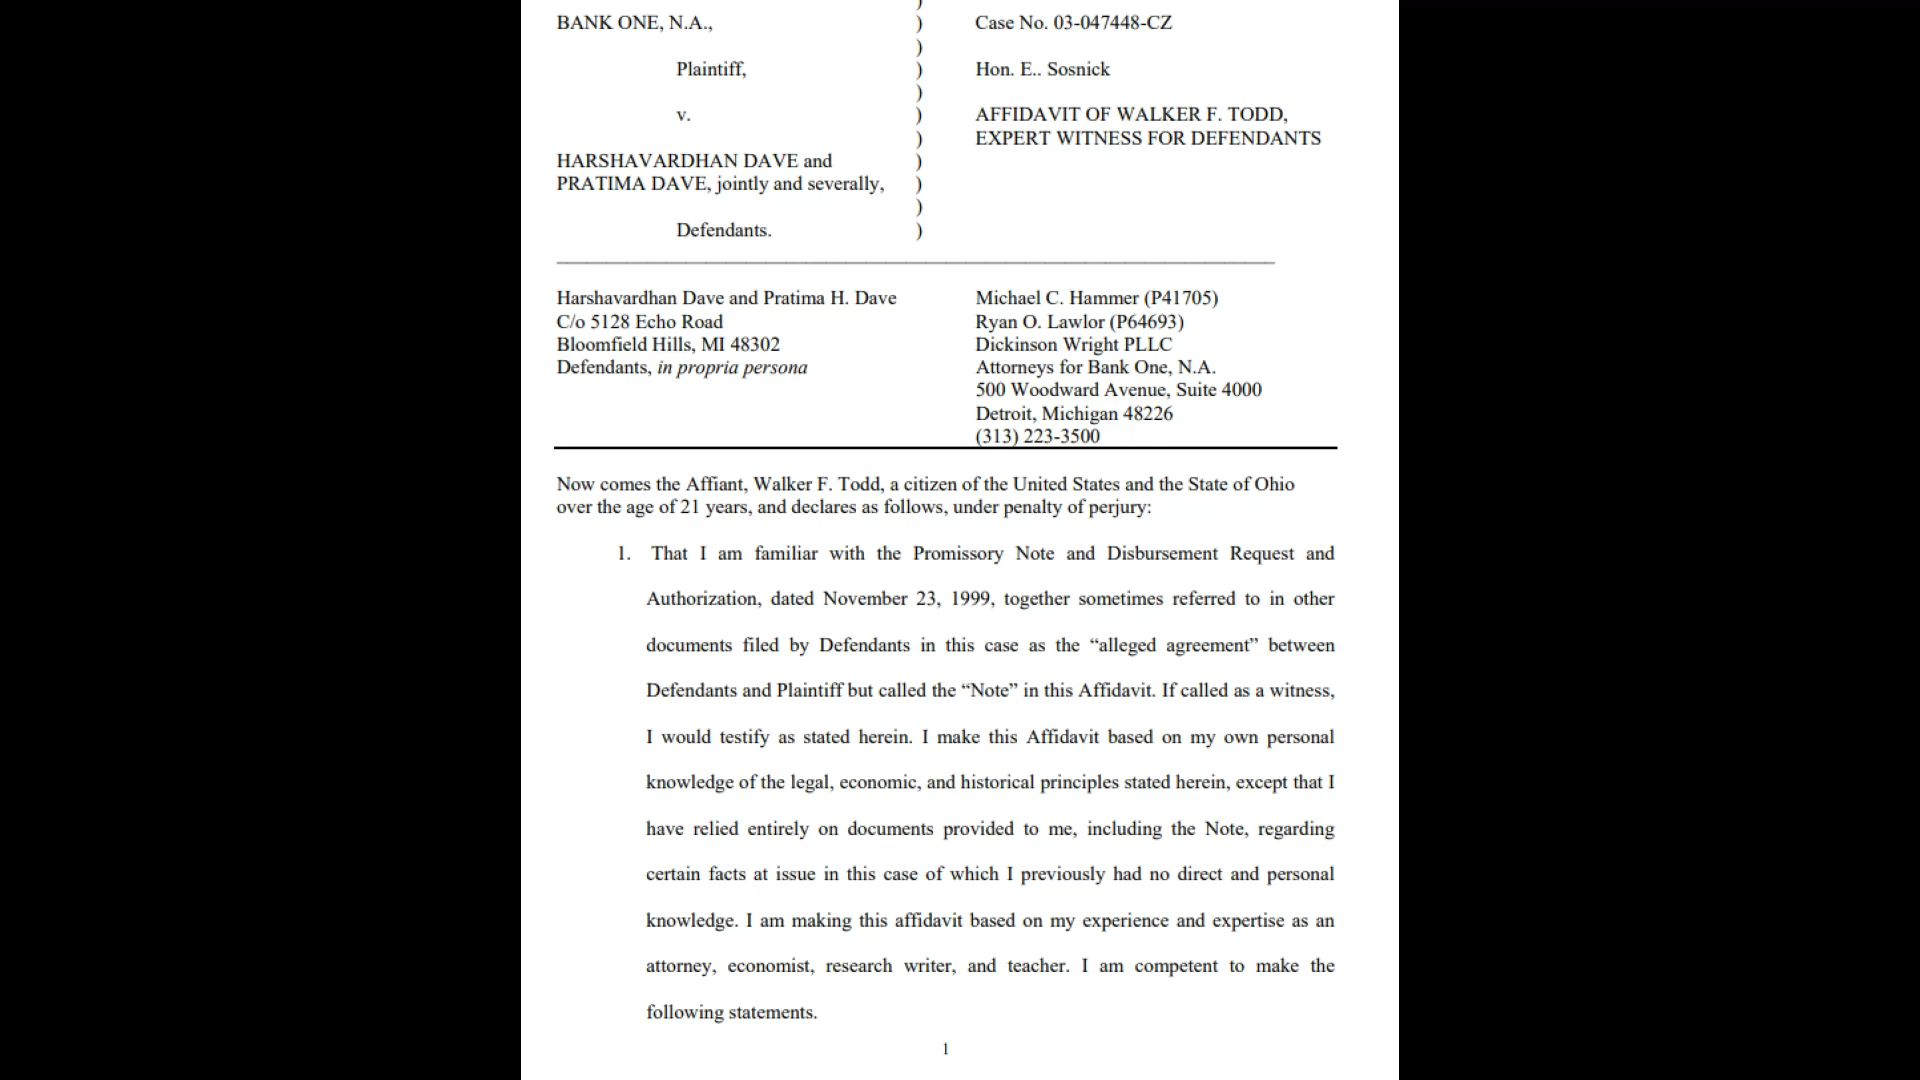 BANK ONE, N.A., ) Case No. 03-047448-CZ
)
Plaintiff, ) Hon. E.. Sosnick
)
v. ) AFFIDAVIT OF WALKER F. TODD,
) EXPERT WITNESS FOR DEFENDANTS
HARSHAVARDHAN DAVE and )
PRATIMA DAVE, jointly and severally, )
)
Defendants. )
Harshavardhan Dave and Pratima H. Dave
C/o 5128 Echo Road
Bloomfield Hills, MI 48302
Defendants, in propria persona
Michael C. Hammer (P41705)
Ryan O. Lawlor (P64693)
Dickinson Wright PLLC
Attorneys for Bank One, N.A.
500 Woodward Avenue, Suite 4000
Detroit, Michigan 48226
(313) 223-3500
Now comes the Affiant, Walker F. Todd, a citizen of the United States and the State of Ohio
over the age of 21 years, and declares as follows, under penalty of perjury:
1. That I am familiar with the Promissory Note and Disbursement Request and
Authorization, dated November 23, 1999, together sometimes referred to in other
documents filed by Defendants in this case as the “alleged agreement” between
Defendants and Plaintiff but called the “Note” in this Affidavit. If called as a witness,
I would testify as stated herein. I make this Affidavit based on my own personal
knowledge of the legal, economic, and historical principles stated herein, except that I
have relied entirely on documents provided to me, including the Note, regarding
certain facts at issue in this case of which I previously had no direct and personal
knowledge. I am making this affidavit based on my experience and expertise as an
attorney, economist, research writer, and teacher. I am competent to make the
following statements.
1